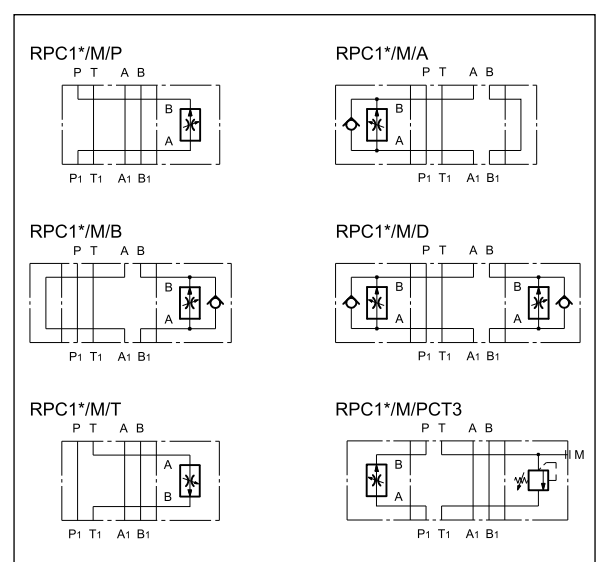 RPC1*/M/P
P T A B
B
A
P1 T1 A1 B1
RPC1*/M/A
P T A B
B
A
P1 T1 A1 B1
RPC1*/M/B
P T A B
B
A
P1 T1 A1 B1
RPC1*/M/D
P T A B
B
A
B
A
P1 T1 A1 B1
RPC1*/M/T
P T A B
A
B
P1 T1 A1 B1
RPC1*/M/PCT3
P T A B
B
A
M
P1 T1 A1 B1